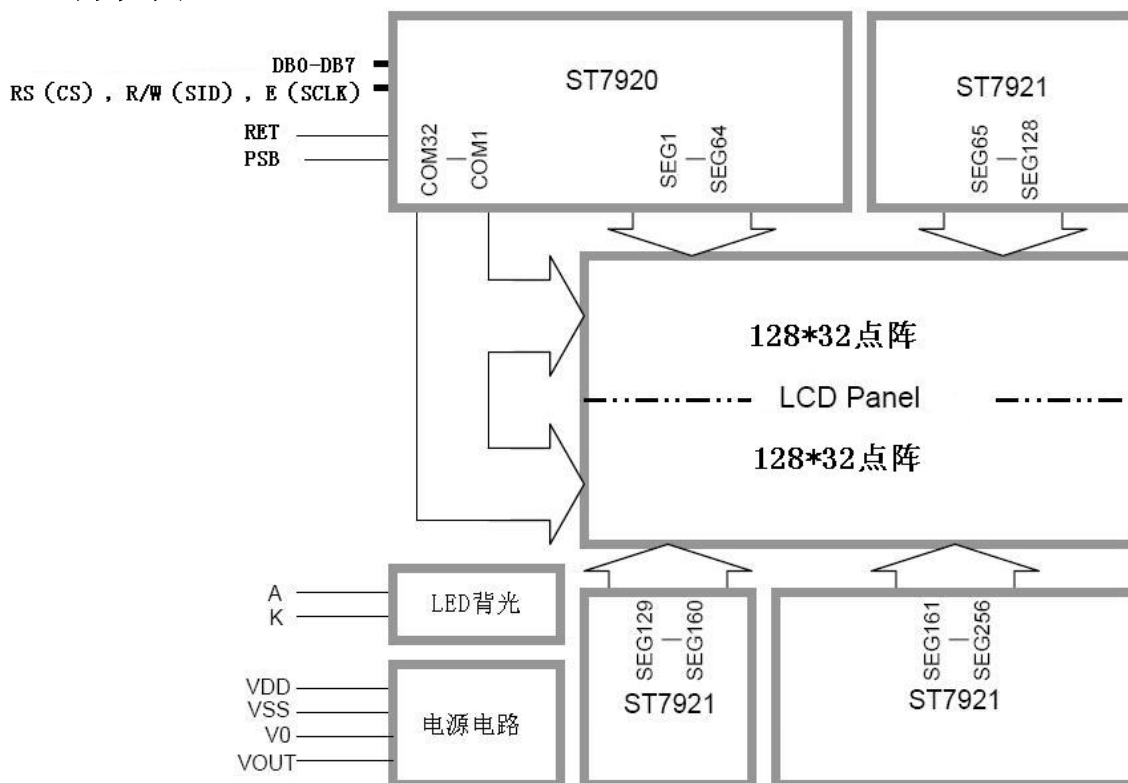 DB0-DB7
RS(CS), R/W(SID), E(SCLK)
RET
PSB
ST7920
COM32
COM1
SEG1
SEG64
ST7921
SEG65
SEG128
128*32点阵
LCD Panel
128*32点阵
A
K
LED背光
VDD
VSS
V0
VOUT
电源电路
SEG129
SEG160
ST7921
SEG161
SEG256
ST7921